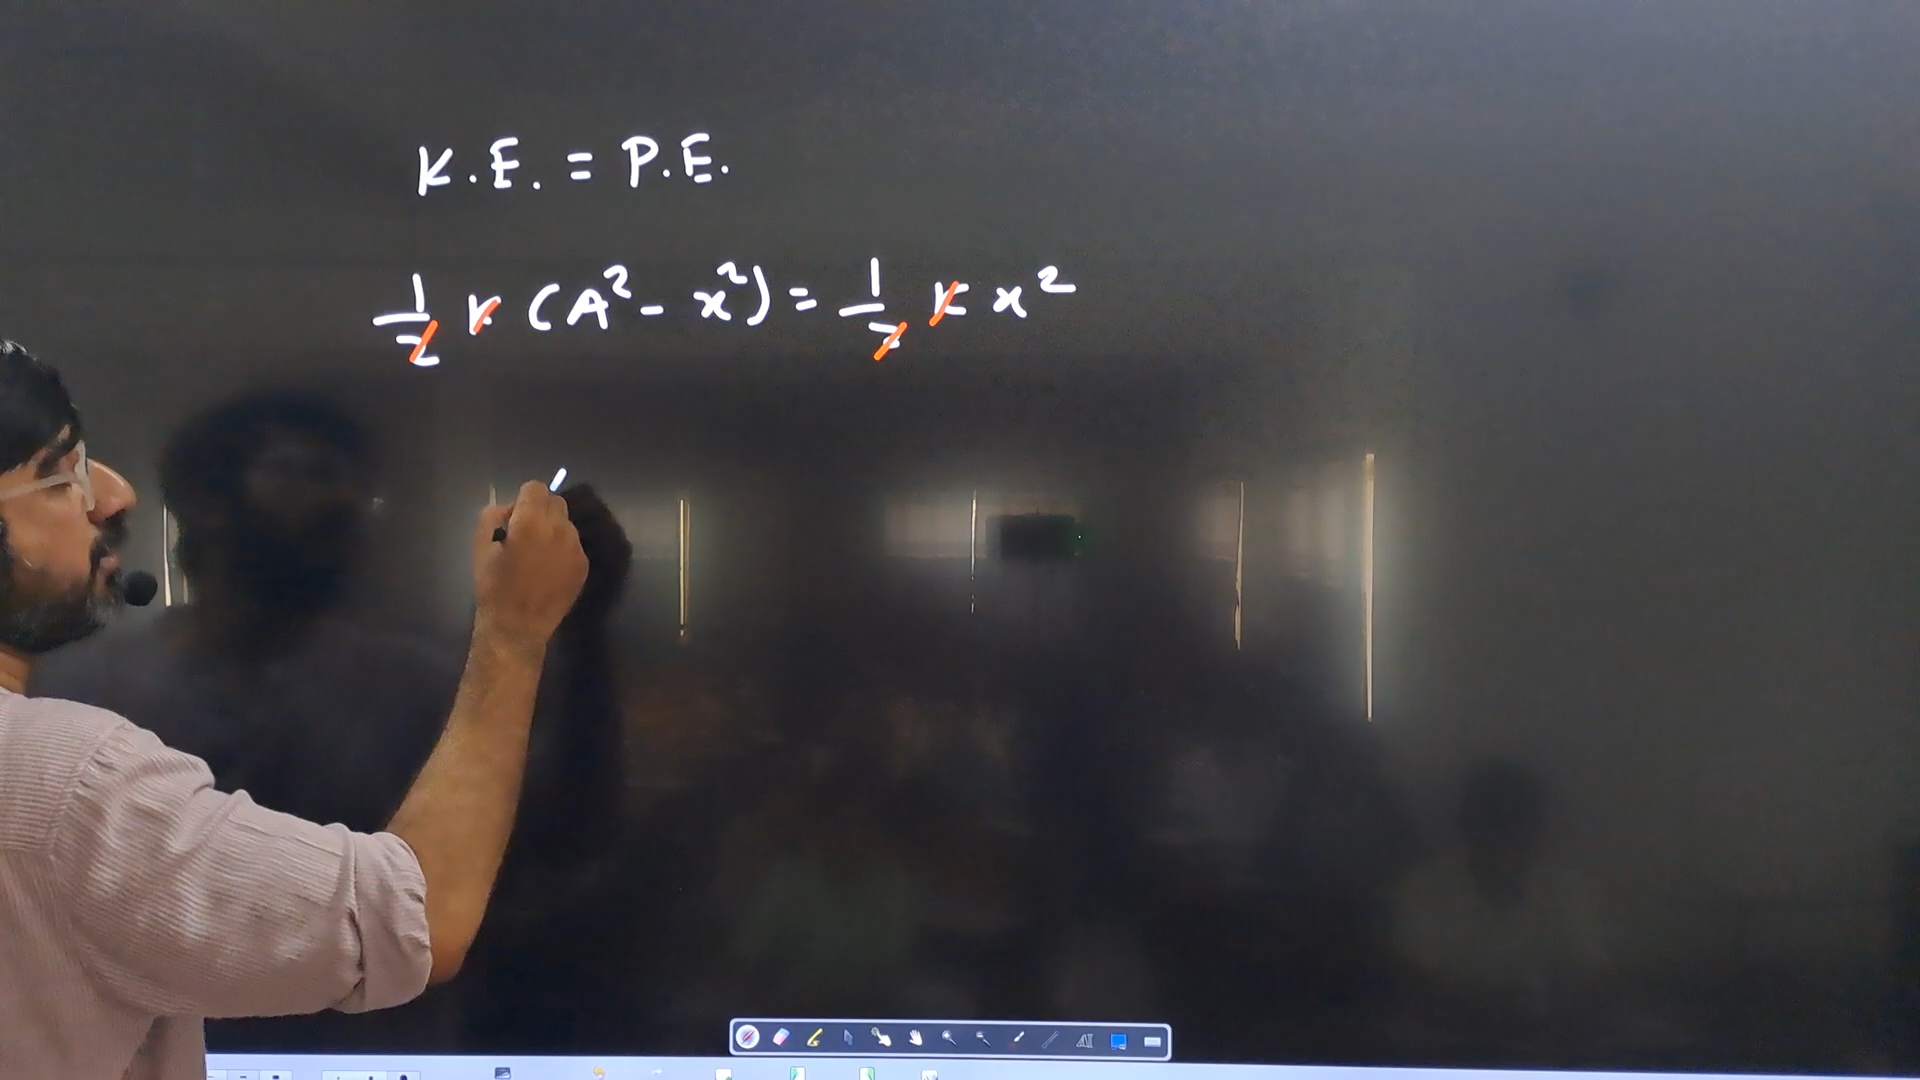 K.E. = P.E.
1/2 K (A² - x²) = 1/2 K x²